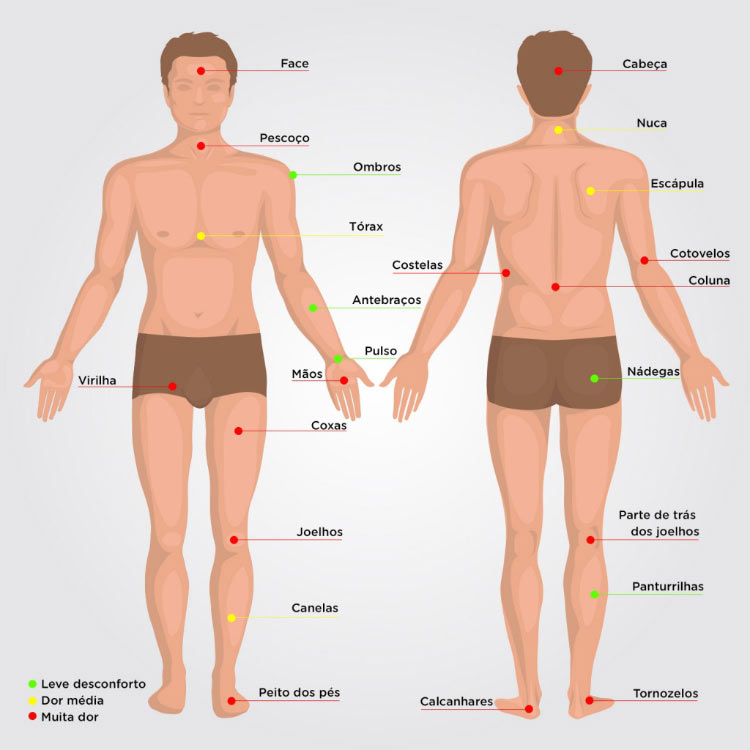 Face
Pescoço
Ombros
Tórax
Antebraços
Pulso
Mãos
Virilha
Coxas
Joelhos
Canelas
Peito dos pés
Leve desconforto
Dor média
Muita dor
Cabeça
Nuca
Escápula
Cotovelos
Costelas
Coluna
Nádegas
Parte de trás
dos joelhos
Panturrilhas
Tornozelos
Calcanhares